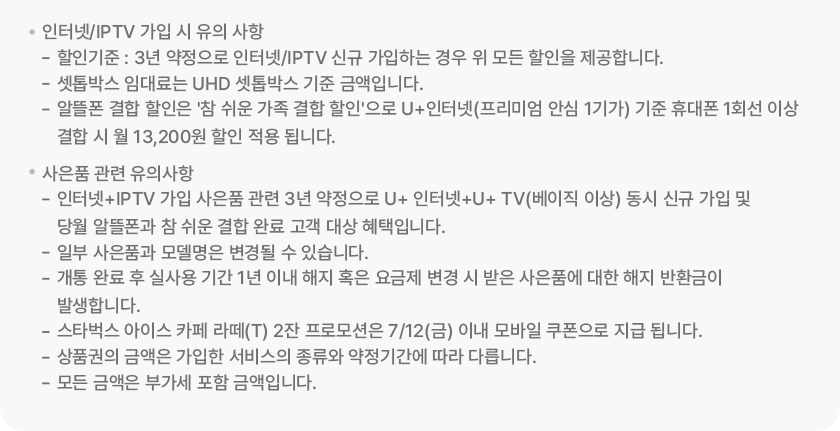 • 인터넷/IPTV 가입 시 유의 사항
– 할인기준 : 3년 약정으로 인터넷/IPTV 신규 가입하는 경우 위 모든 할인을 제공합니다.
– 셋톱박스 임대료는 UHD 셋톱박스 기준 금액입니다.
– 알뜰폰 결합 할인은 '참 쉬운 가족 결합 할인'으로 U+인터넷(프리미엄 안심 1기가) 기준 휴대폰 1회선 이상
결합 시 월 13,200원 할인 적용 됩니다.
• 사은품 관련 유의사항
– 인터넷+IPTV 가입 사은품 관련 3년 약정으로 U+ 인터넷+U+ TV(베이직 이상) 동시 신규 가입 및
당월 알뜰폰과 참 쉬운 결합 완료 고객 대상 혜택입니다.
– 일부 사은품과 모델명은 변경될 수 있습니다.
– 개통 완료 후 실사용 기간 1년 이내 해지 혹은 요금제 변경 시 받은 사은품에 대한 해지 반환금이
발생합니다.
– 스타벅스 아이스 카페 라떼(T) 2잔 프로모션은 7/12(금) 이내 모바일 쿠폰으로 지급 됩니다.
– 상품권의 금액은 가입한 서비스의 종류와 약정기간에 따라 다릅니다.
– 모든 금액은 부가세 포함 금액입니다.